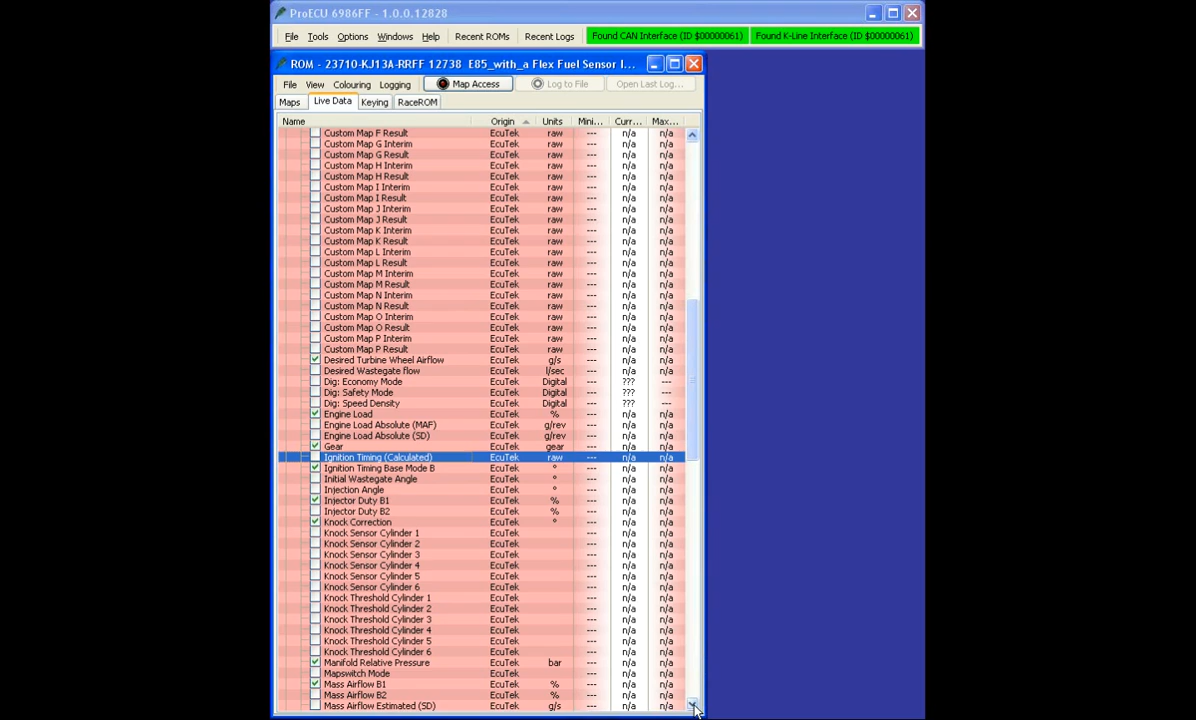 ProECU 6986FF - 1.0.0.12828
File Tools Options Windows Help Recent ROMs Recent Logs Found CAN Interface (ID $00000061) Found K-Line Interface (ID $00000061)
ROM - 23710-KJ13A-RRFF 12738 E85_with_a Flex Fuel Sensor I...
File View Colouring Logging Map Access Log to File Open Last Log...
Maps Live Data Keying RaceROM
Name Origin Units Mini... Curr... Max...
Custom Map F Result EcuTek raw --- n/a n/a
Custom Map G Interim EcuTek raw --- n/a n/a
Custom Map G Result EcuTek raw --- n/a n/a
Custom Map H Interim EcuTek raw --- n/a n/a
Custom Map H Result EcuTek raw --- n/a n/a
Custom Map I Interim EcuTek raw --- n/a n/a
Custom Map I Result EcuTek raw --- n/a n/a
Custom Map J Interim EcuTek raw --- n/a n/a
Custom Map J Result EcuTek raw --- n/a n/a
Custom Map K Interim EcuTek raw --- n/a n/a
Custom Map K Result EcuTek raw --- n/a n/a
Custom Map L Interim EcuTek raw --- n/a n/a
Custom Map L Result EcuTek raw --- n/a n/a
Custom Map M Interim EcuTek raw --- n/a n/a
Custom Map M Result EcuTek raw --- n/a n/a
Custom Map N Interim EcuTek raw --- n/a n/a
Custom Map N Result EcuTek raw --- n/a n/a
Custom Map O Interim EcuTek raw --- n/a n/a
Custom Map O Result EcuTek raw --- n/a n/a
Custom Map P Interim EcuTek raw --- n/a n/a
Custom Map P Result EcuTek raw --- n/a n/a
Desired Turbine Wheel Airflow EcuTek g/s --- n/a n/a
Desired Wastegate flow EcuTek l/sec --- n/a n/a
Dig: Economy Mode EcuTek Digital ??? ---
Dig: Safety Mode EcuTek Digital ??? ---
Dig: Speed Density EcuTek Digital ??? ---
Engine Load EcuTek % --- n/a n/a
Engine Load Absolute (MAF) EcuTek g/rev --- n/a n/a
Engine Load Absolute (SD) EcuTek g/rev --- n/a n/a
Gear EcuTek gear --- n/a n/a
Ignition Timing (Calculated) EcuTek raw --- n/a n/a
Ignition Timing Base Mode B EcuTek ° --- n/a n/a
Initial Wastegate Angle EcuTek ° --- n/a n/a
Injection Angle EcuTek ° --- n/a n/a
Injector Duty B1 EcuTek % --- n/a n/a
Injector Duty B2 EcuTek % --- n/a n/a
Knock Correction EcuTek ° --- n/a n/a
Knock Sensor Cylinder 1 EcuTek --- n/a n/a
Knock Sensor Cylinder 2 EcuTek --- n/a n/a
Knock Sensor Cylinder 3 EcuTek --- n/a n/a
Knock Sensor Cylinder 4 EcuTek --- n/a n/a
Knock Sensor Cylinder 5 EcuTek --- n/a n/a
Knock Sensor Cylinder 6 EcuTek --- n/a n/a
Knock Threshold Cylinder 1 EcuTek --- n/a n/a
Knock Threshold Cylinder 2 EcuTek --- n/a n/a
Knock Threshold Cylinder 3 EcuTek --- n/a n/a
Knock Threshold Cylinder 4 EcuTek --- n/a n/a
Knock Threshold Cylinder 5 EcuTek --- n/a n/a
Knock Threshold Cylinder 6 EcuTek --- n/a n/a
Manifold Relative Pressure EcuTek bar --- n/a n/a
Mapswitch Mode EcuTek --- n/a n/a
Mass Airflow B1 EcuTek % --- n/a n/a
Mass Airflow B2 EcuTek % --- n/a n/a
Mass Airflow Estimated (SD) EcuTek g/s --- n/a n/a